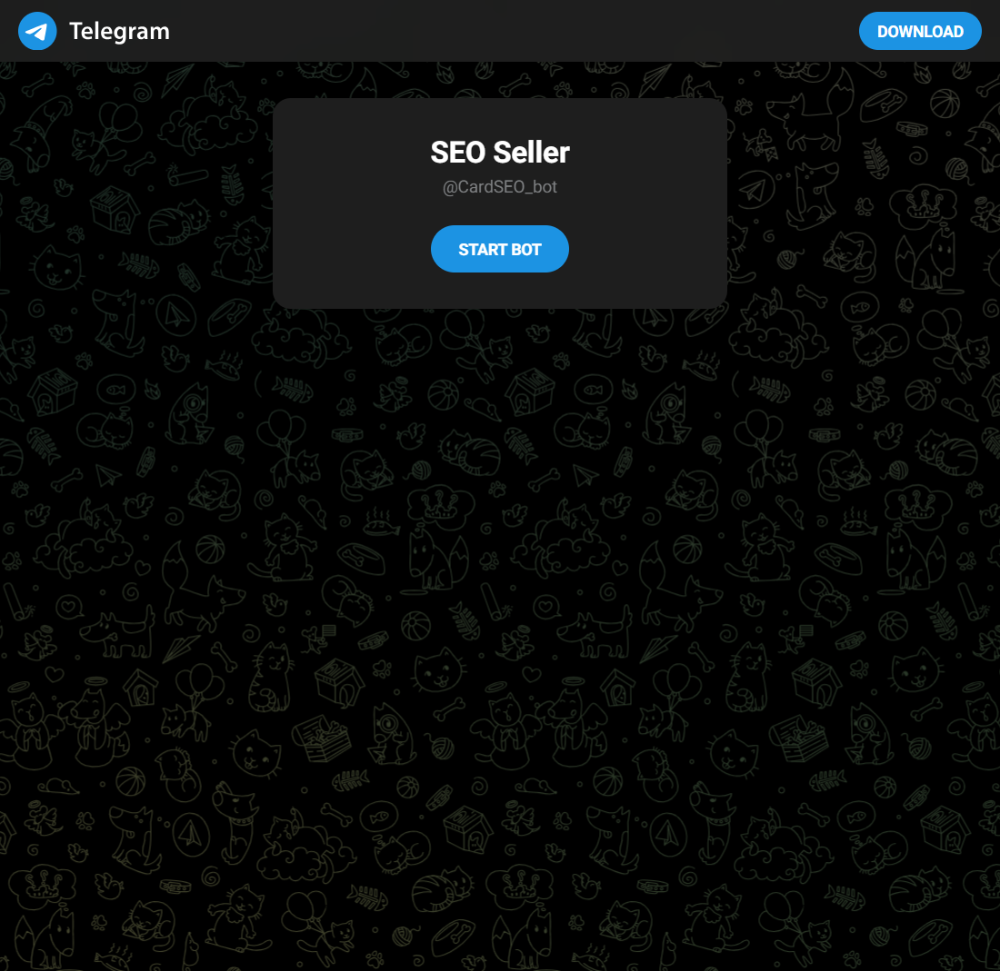 Telegram
DOWNLOAD
SEO Seller
@CardSEO_bot
START BOT